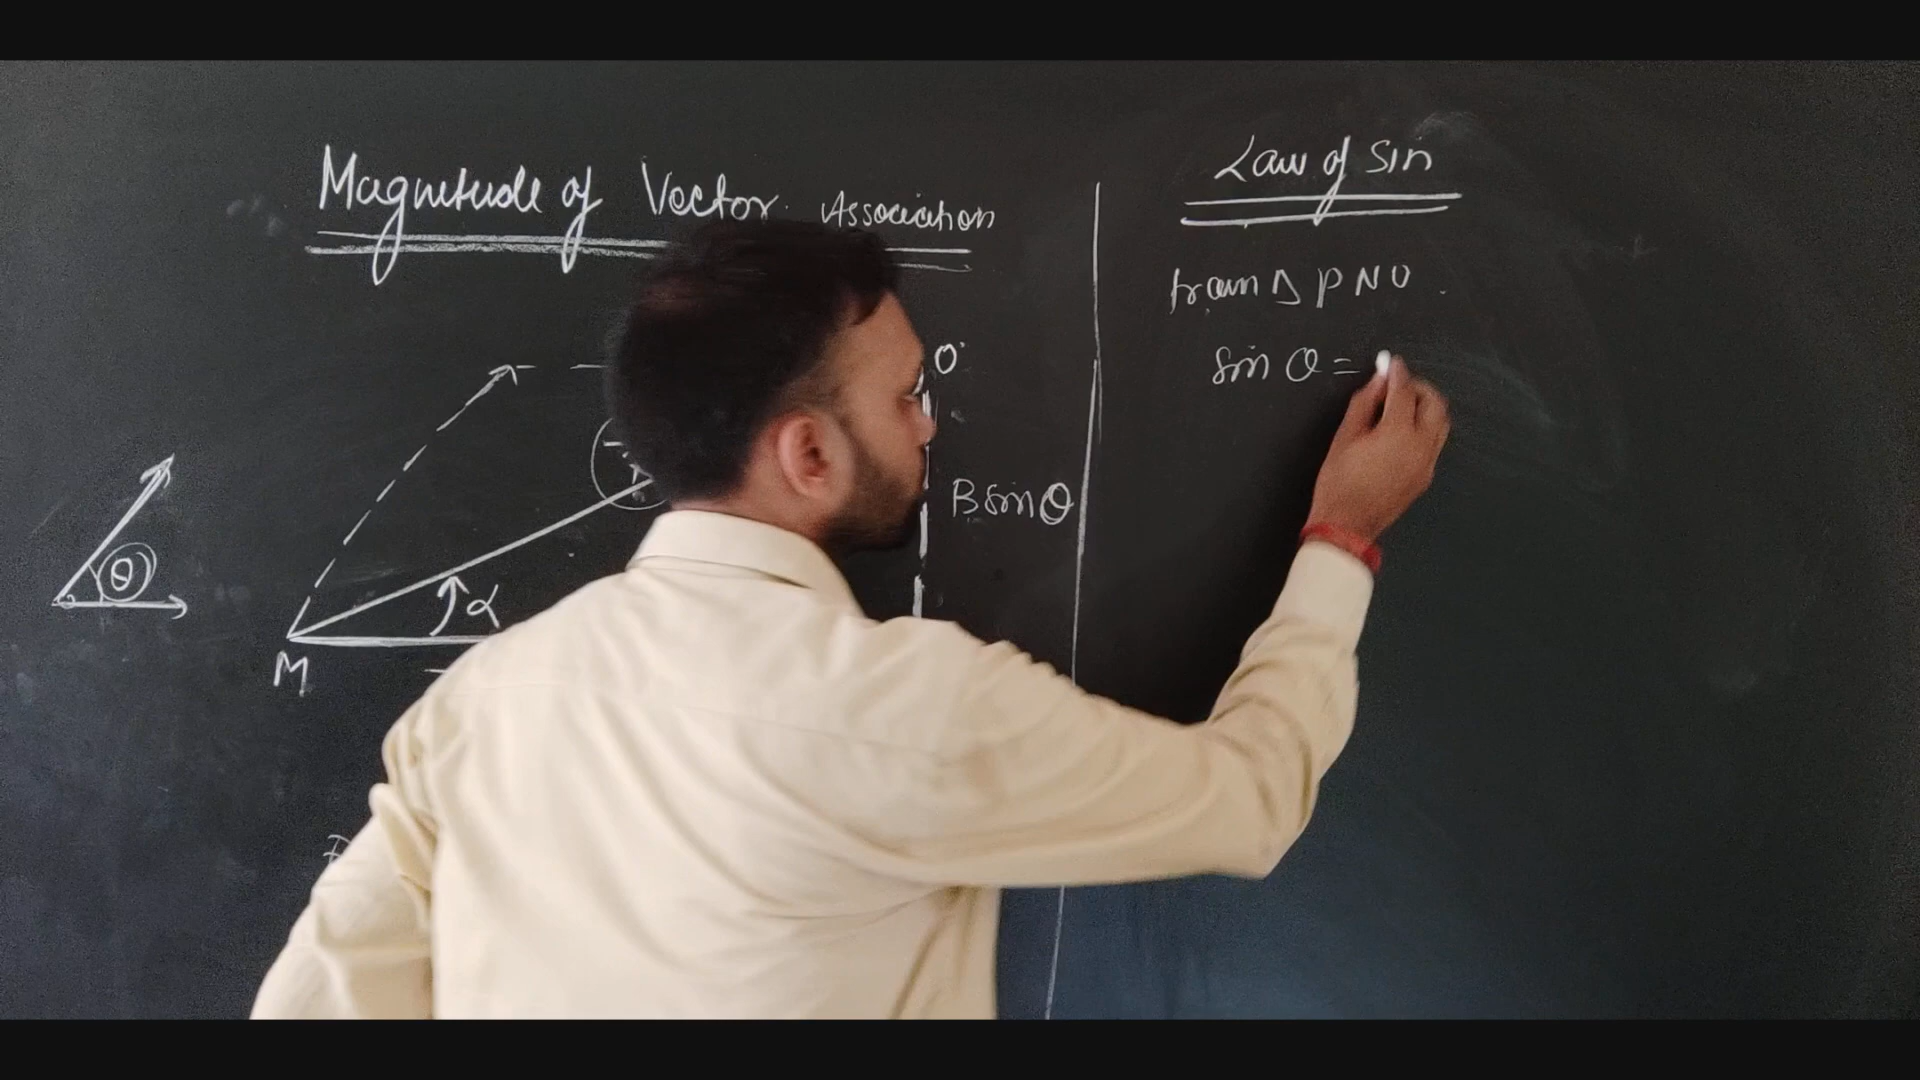 Magnitude of Vector. Association
O
B sin θ
θ
α
M
Law of Sin
from Δ P N O.
sin θ =